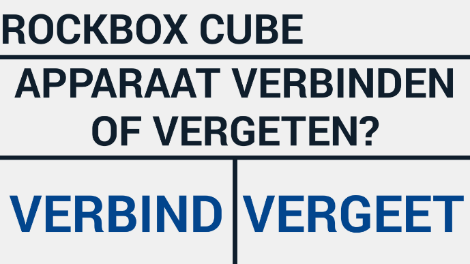 ROCKBOX CUBE
APPARAAT VERBINDEN
OF VERGETEN?
VERBIND VERGEET